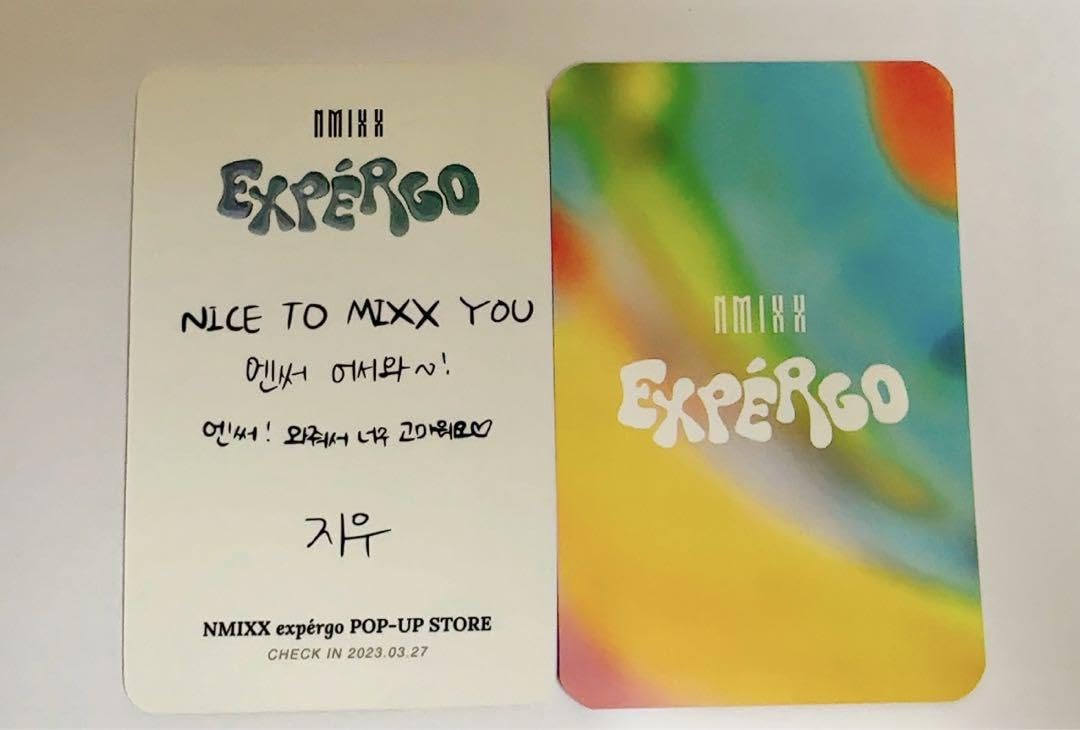 NMIXX
EXPÉRGO
NICE TO MIXX YOU
엔써 어서와~!
엔써! 와줘서 너무 고마워요♡
지우
NMIXX expérgo POP-UP STORE
CHECK IN 2023.03.27
NMIXX
EXPÉRGO